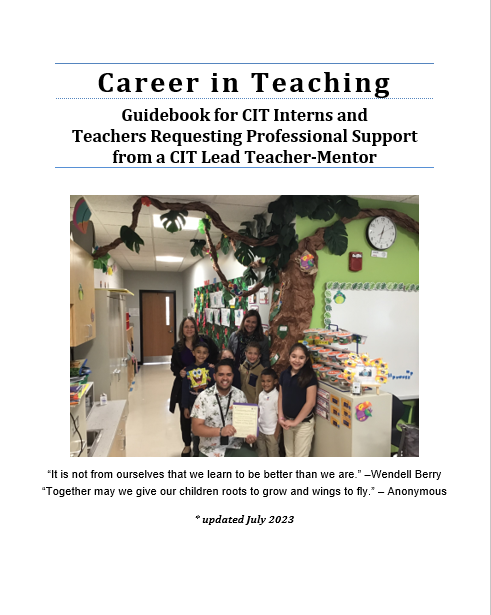 Career in Teaching
Guidebook for CIT Interns and
Teachers Requesting Professional Support
from a CIT Lead Teacher-Mentor
“It is not from ourselves that we learn to be better than we are.” –Wendell Berry
“Together may we give our children roots to grow and wings to fly.” – Anonymous
* updated July 2023